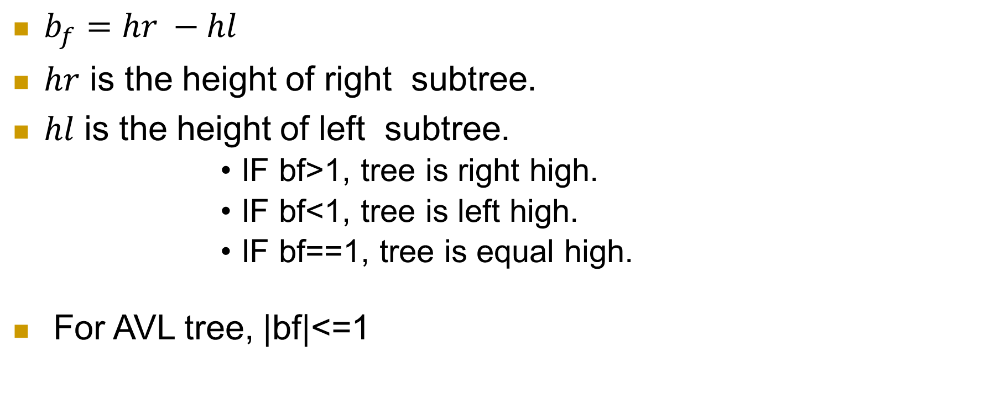 b_f = hr − hl
hr is the height of right subtree.
hl is the height of left subtree.
• IF bf>1, tree is right high.
• IF bf<1, tree is left high.
• IF bf==1, tree is equal high.
For AVL tree, |bf|<=1